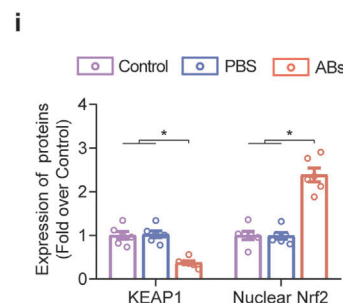 i
Control PBS ABs
Expression of proteins
(Fold over Control)
4
3
2
1
0
* *
KEAP1 Nuclear Nrf2